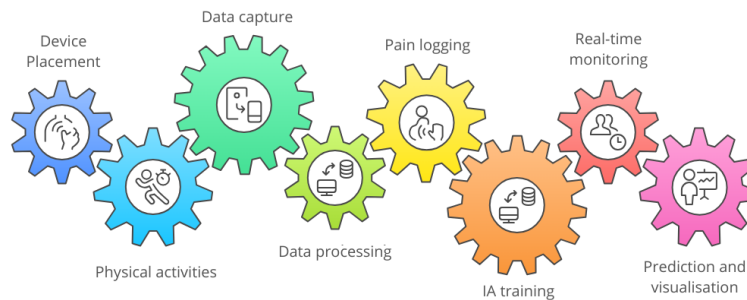 Device
Placement
Physical activities
Data capture
Data processing
Pain logging
IA training
Real-time
monitoring
Prediction and
visualisation